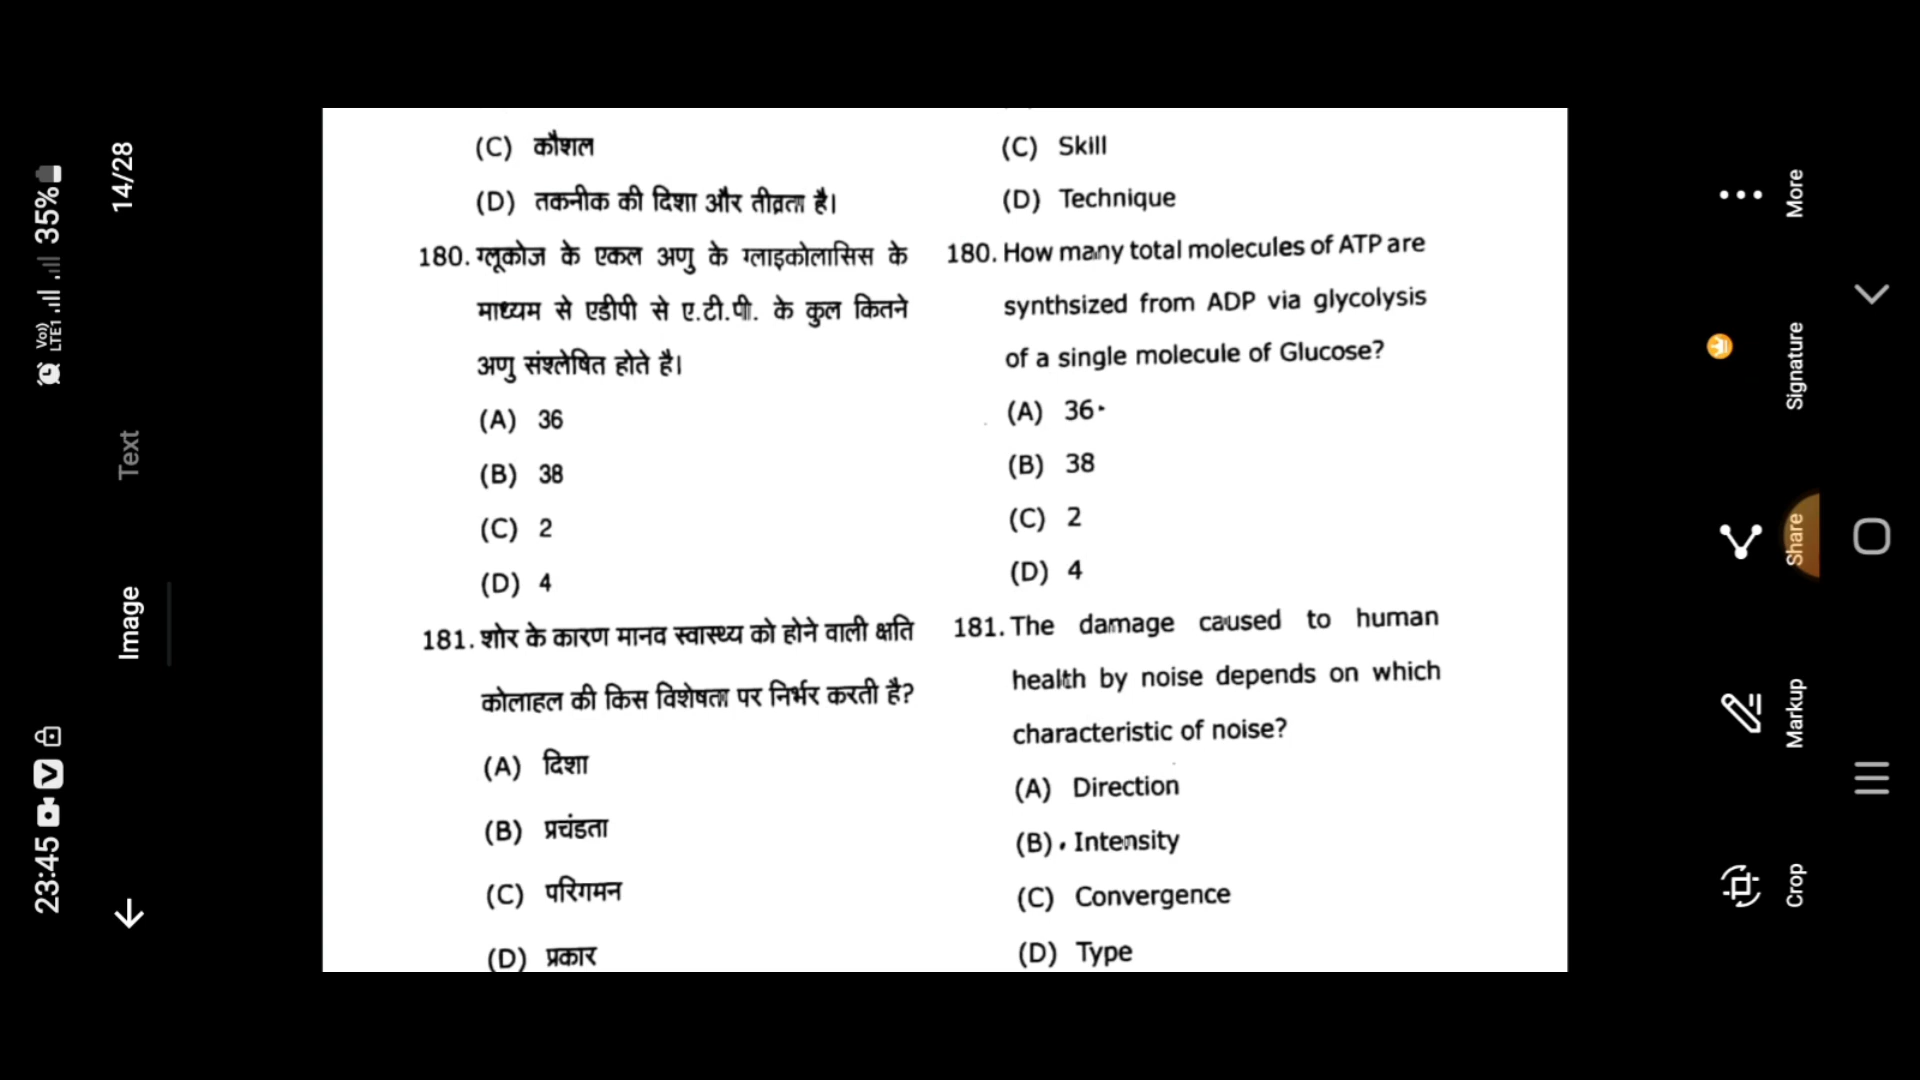 23:45
Vo))
LTE1
35%
14/28
Text
Image
(C) कौशल
(D) तकनीक की दिशा और तीव्रता है।
180. ग्लूकोज के एकल अणु के ग्लाइकोलासिस के
माध्यम से एडीपी से ए.टी.पी. के कुल कितने
अणु संश्लेषित होते है।
(A) 36
(B) 38
(C) 2
(D) 4
181. शोर के कारण मानव स्वास्थ्य को होने वाली क्षति
कोलाहल की किस विशेषता पर निर्भर करती है?
(A) दिशा
(B) प्रचंडता
(C) परिगमन
(D) प्रकार
(C) Skill
(D) Technique
180. How many total molecules of ATP are
synthsized from ADP via glycolysis
of a single molecule of Glucose?
(A) 36
(B) 38
(C) 2
(D) 4
181. The damage caused to human
health by noise depends on which
characteristic of noise?
(A) Direction
(B) Intensity
(C) Convergence
(D) Type
More
Signature
Share
Markup
Crop